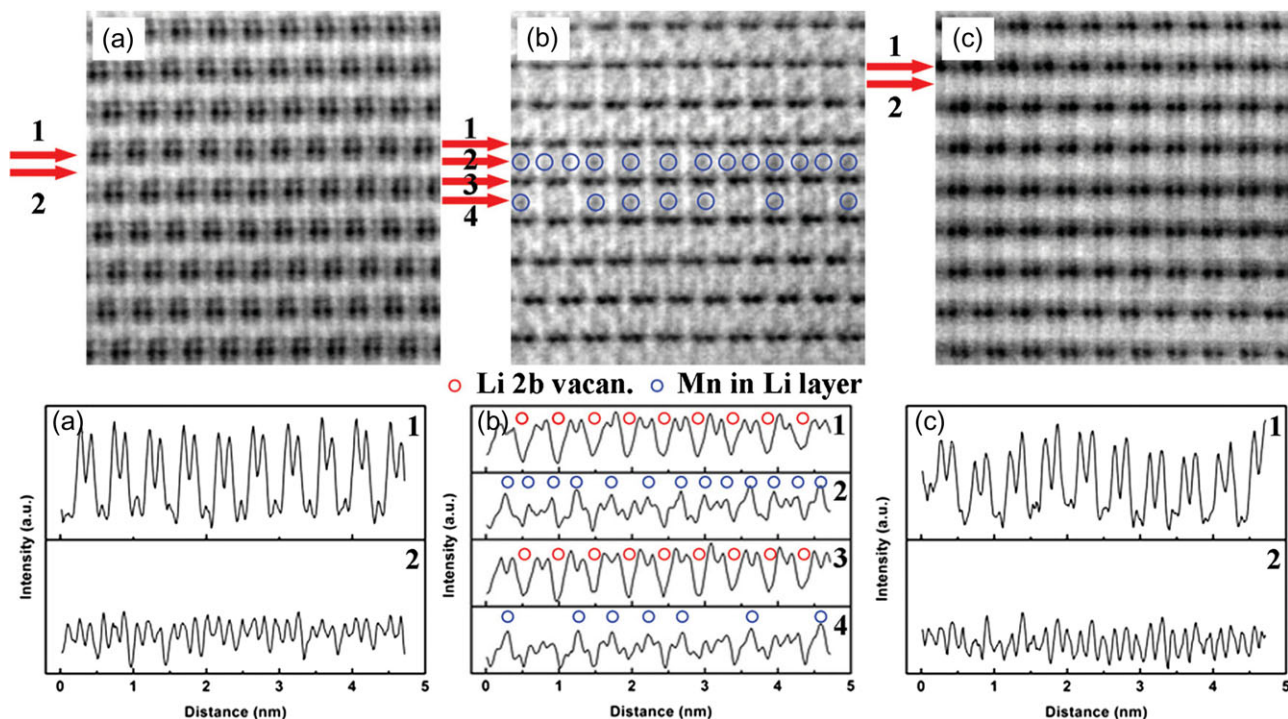 (a)
1
2
(b)
1
2
3
4
(c)
1
2
Li 2b vacan.
Mn in Li layer
(a)
1
2
Intensity (a.u.)
0 1 2 3 4 5
Distance (nm)
(b)
1
2
3
4
Intensity (a.u.)
0 1 2 3 4 5
Distance (nm)
(c)
1
2
Intensity (a.u.)
0 1 2 3 4 5
Distance (nm)